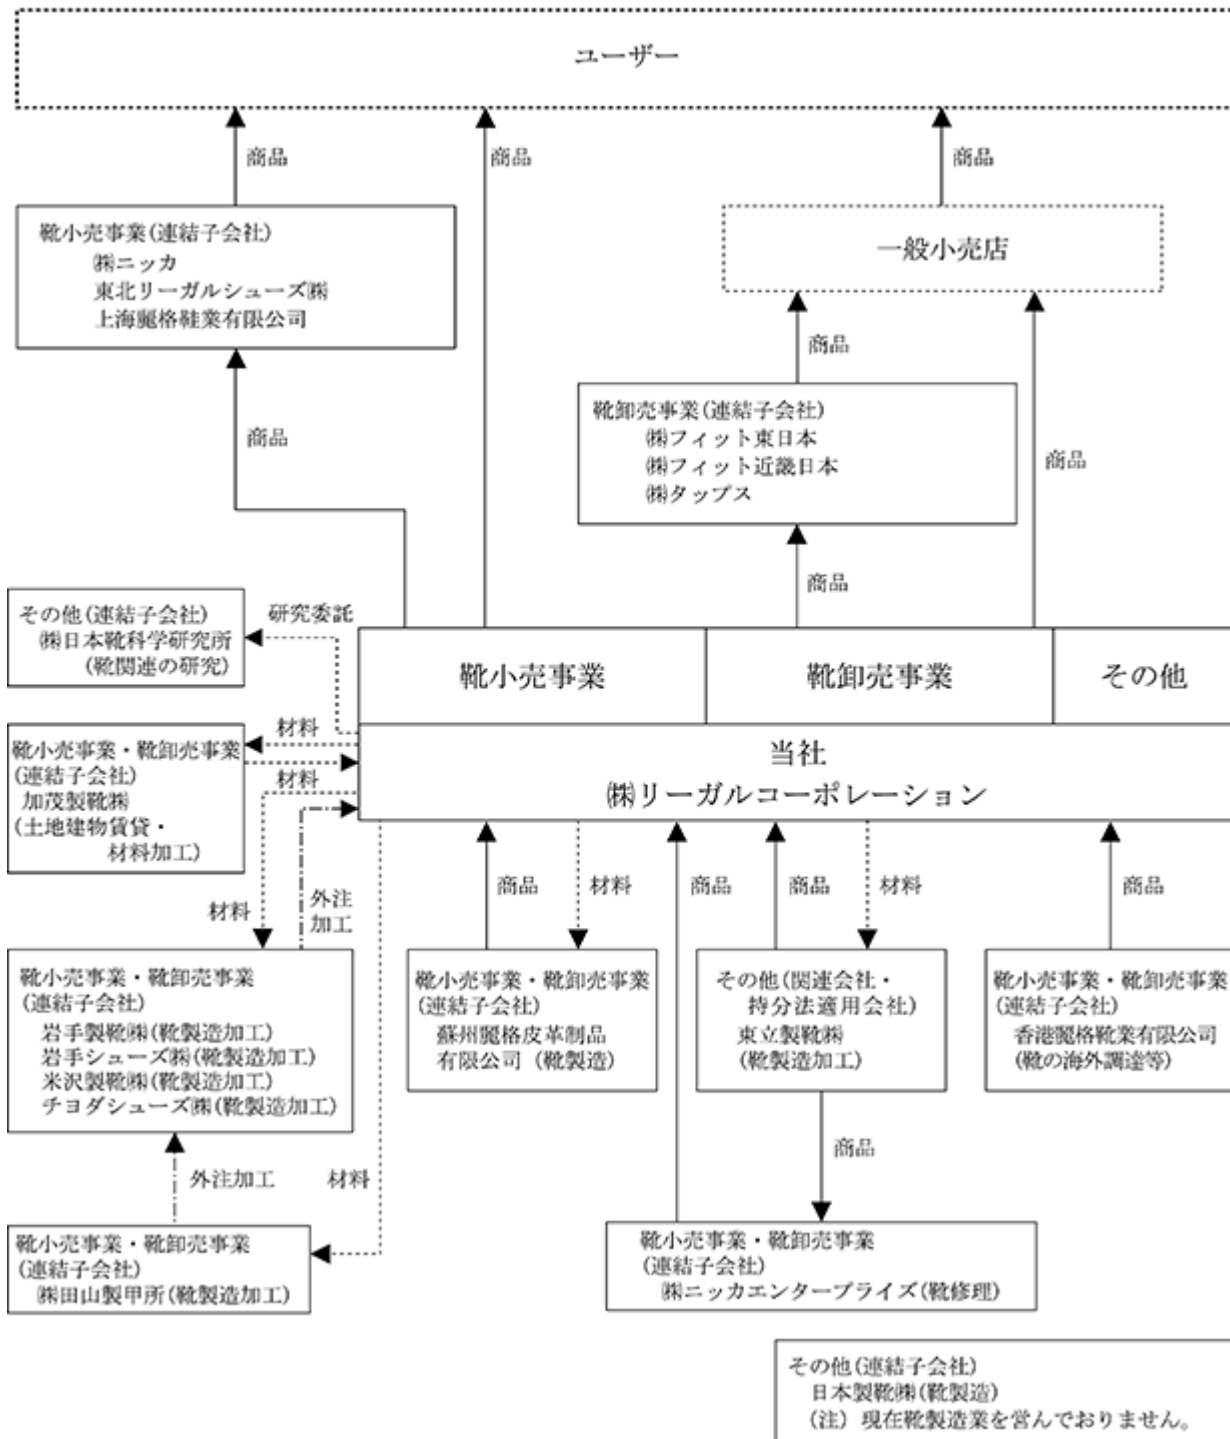 ユーザー
商品
商品
商品
靴小売事業(連結子会社)
㈱ニッカ
東北リーガルシューズ㈱
上海麗格鞋業有限公司
一般小売店
商品
商品
商品
靴卸売事業(連結子会社)
㈱フィット東日本
㈱フィット近畿日本
㈱タップス
商品
その他(連結子会社)
㈱日本靴科学研究所
(靴関連の研究)
研究委託
靴小売事業
靴卸売事業
その他
当社
㈱リーガルコーポレーション
材料
材料
靴小売事業・靴卸売事業
(連結子会社)
加茂製靴㈱
(土地建物賃貸・
材料加工)
材料
外注
加工
商品
材料
商品
商品
材料
商品
靴小売事業・靴卸売事業
(連結子会社)
岩手製靴㈱(靴製造加工)
岩手シューズ㈱(靴製造加工)
米沢製靴㈱(靴製造加工)
チヨダシューズ㈱(靴製造加工)
靴小売事業・靴卸売事業
(連結子会社)
蘇州麗格皮革制品
有限公司(靴製造)
その他(関連会社・
持分法適用会社)
東立製靴㈱
(靴製造加工)
靴小売事業・靴卸売事業
(連結子会社)
香港麗格靴業有限公司
(靴の海外調達等)
外注加工
材料
商品
靴小売事業・靴卸売事業
(連結子会社)
㈱田山製甲所(靴製造加工)
靴小売事業・靴卸売事業
(連結子会社)
㈱ニッカエンタープライズ(靴修理)
その他(連結子会社)
日本製靴㈱(靴製造)
(注) 現在靴製造業を営んでおりません。